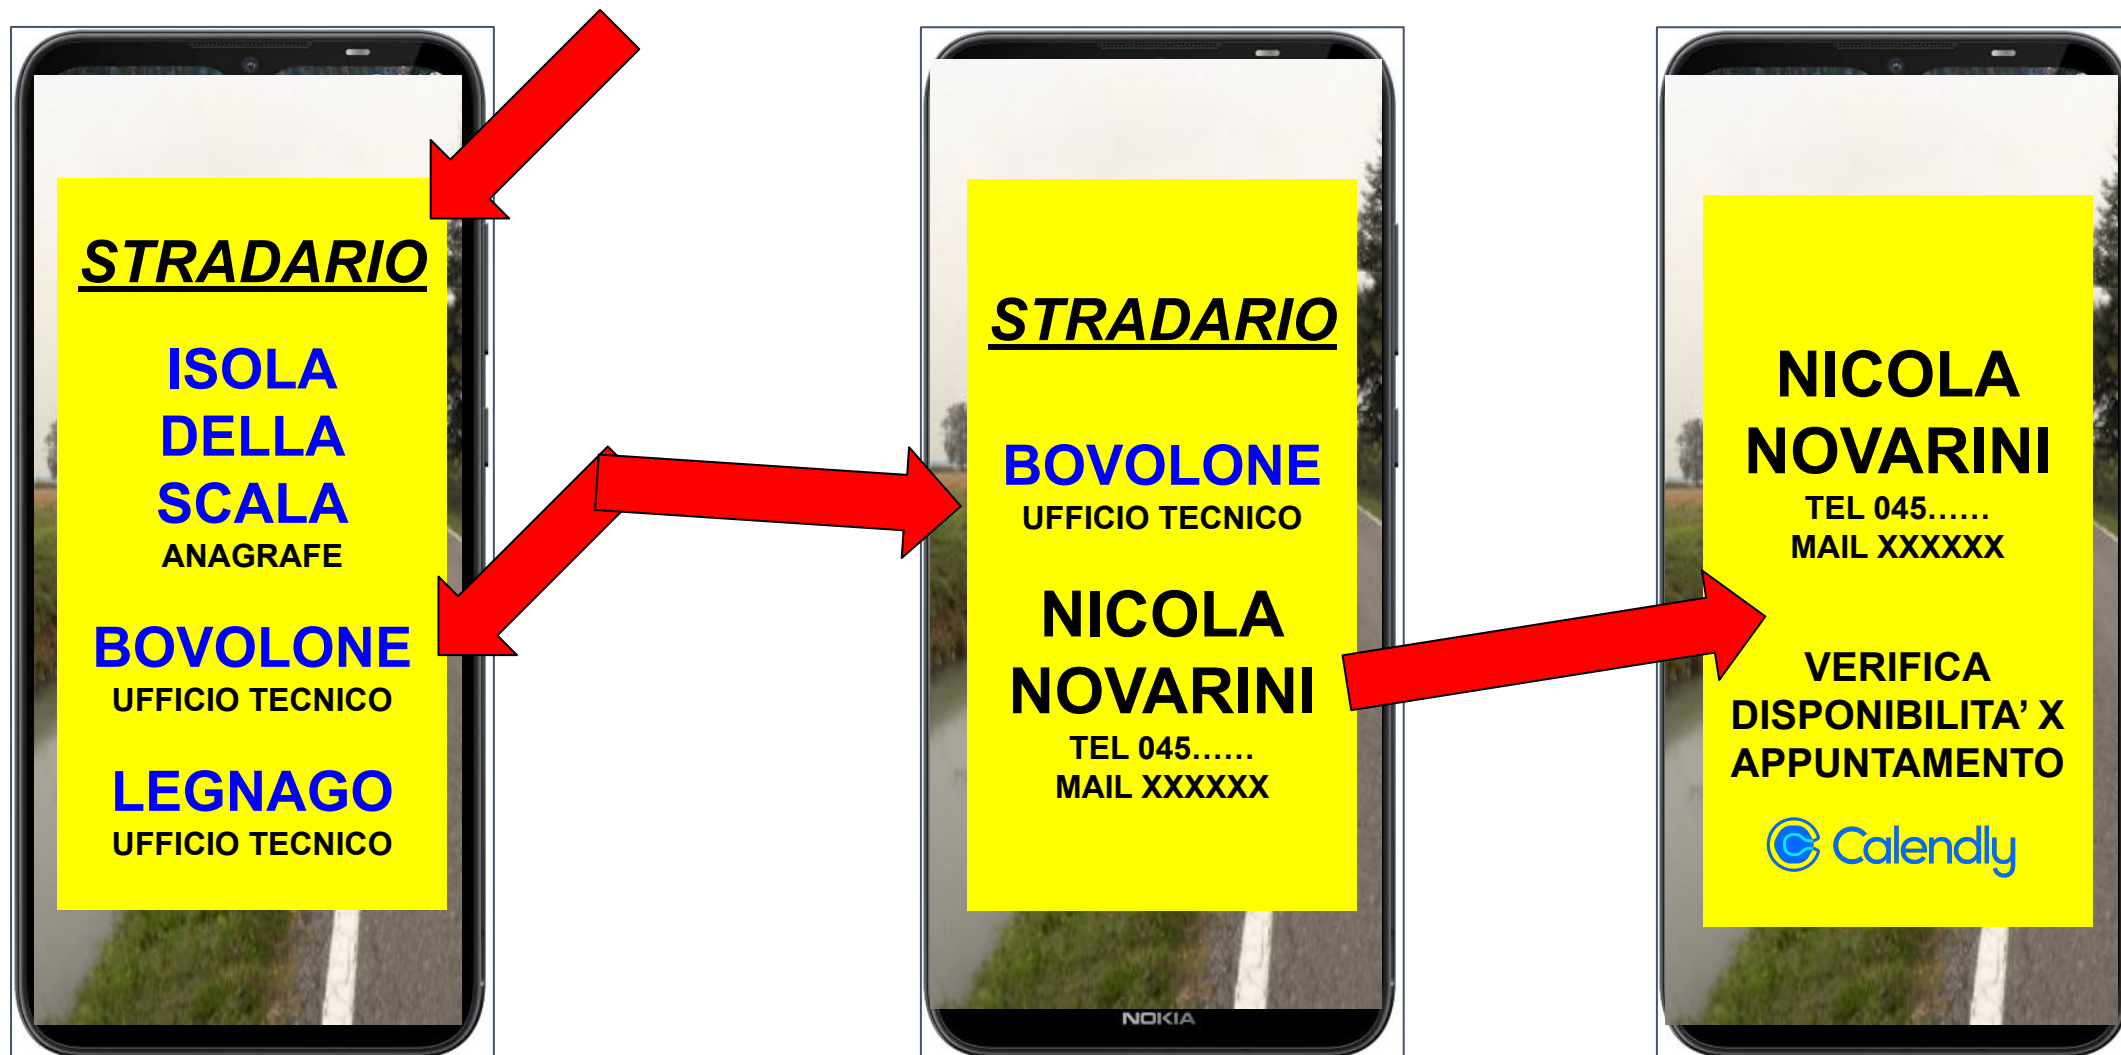 STRADARIO
ISOLA
DELLA
SCALA
ANAGRAFE
BOVOLONE
UFFICIO TECNICO
LEGNAGO
UFFICIO TECNICO
STRADARIO
BOVOLONE
UFFICIO TECNICO
NICOLA
NOVARINI
TEL 045......
MAIL XXXXXX
NOKIA
NICOLA
NOVARINI
TEL 045......
MAIL XXXXXX
VERIFICA
DISPONIBILITA’ X
APPUNTAMENTO
Calendly